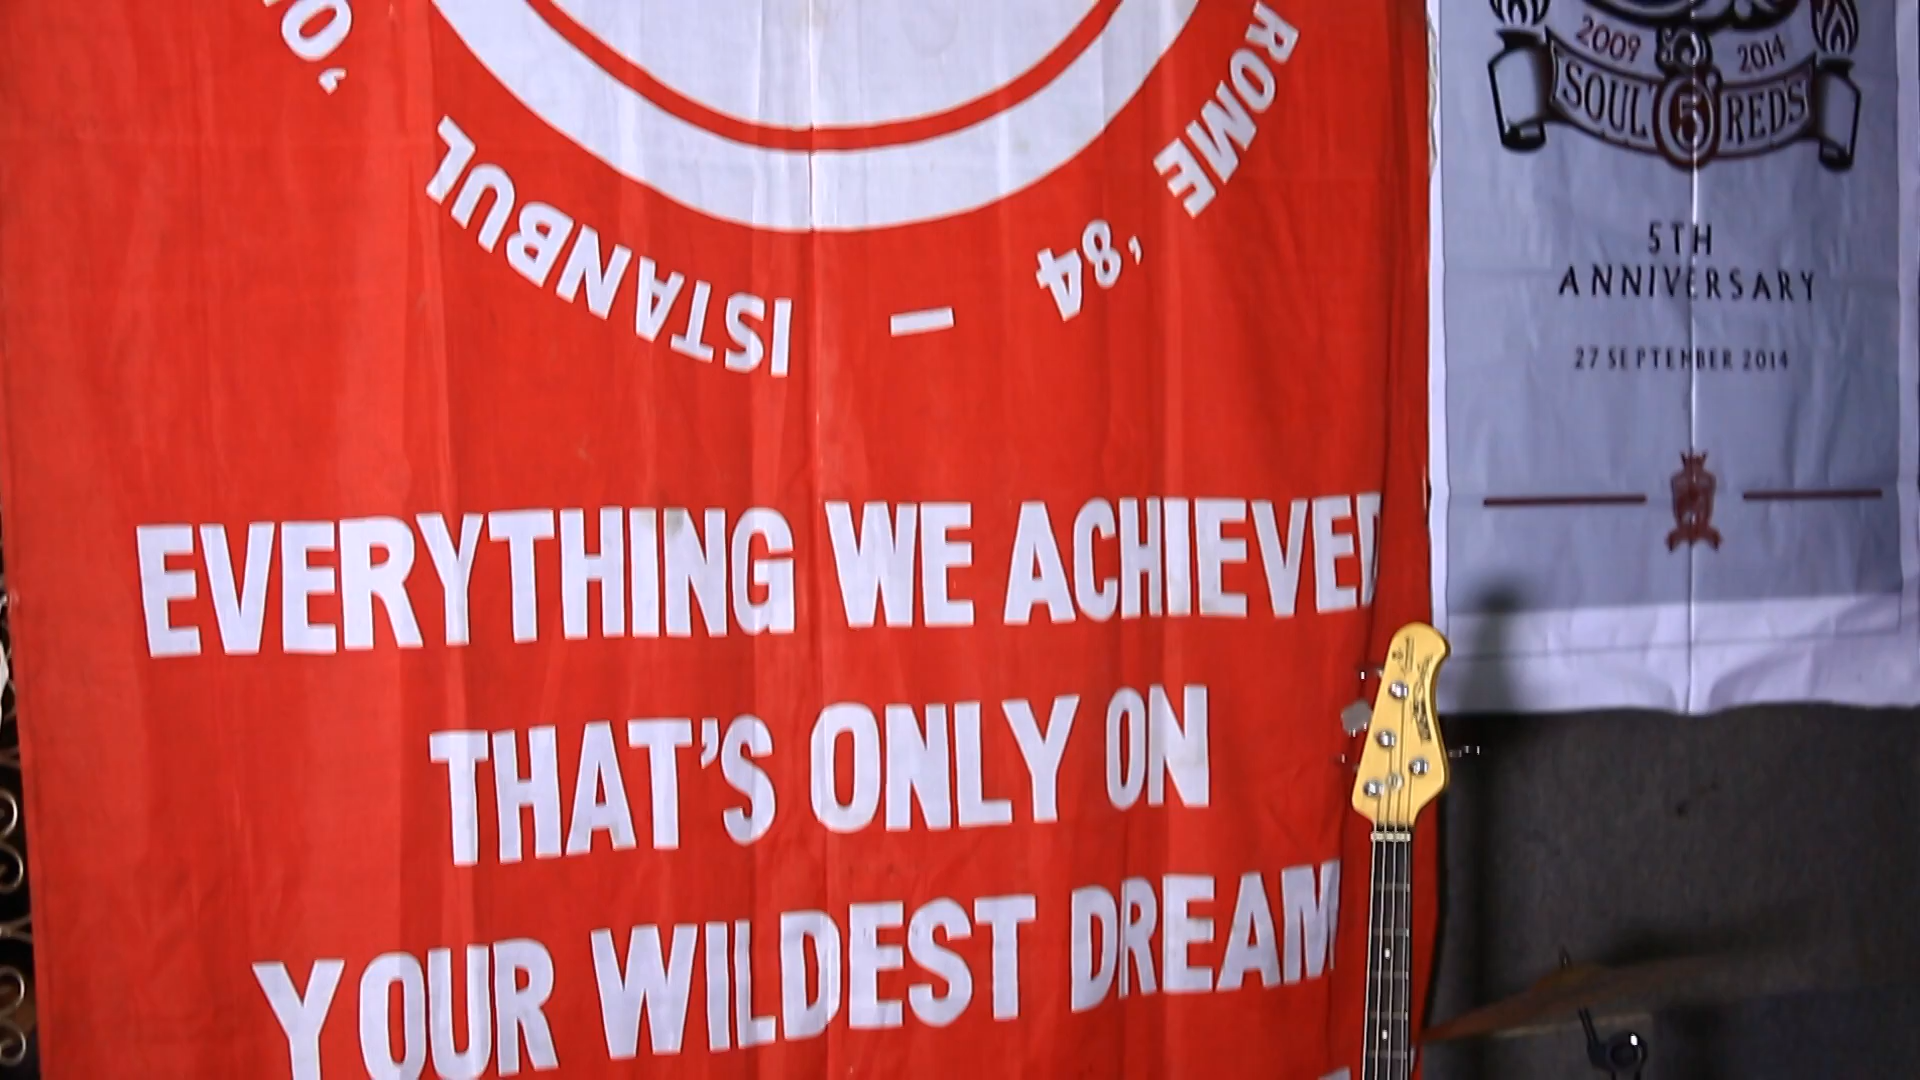 ROME
'84
–
ISTANBUL
EVERYTHING WE ACHIEVED
THAT'S ONLY ON
YOUR WILDEST DREAM
2009 2014
SOUL 5 REDS
5TH
ANNIVERSARY
27 SEPTEMBER 2014